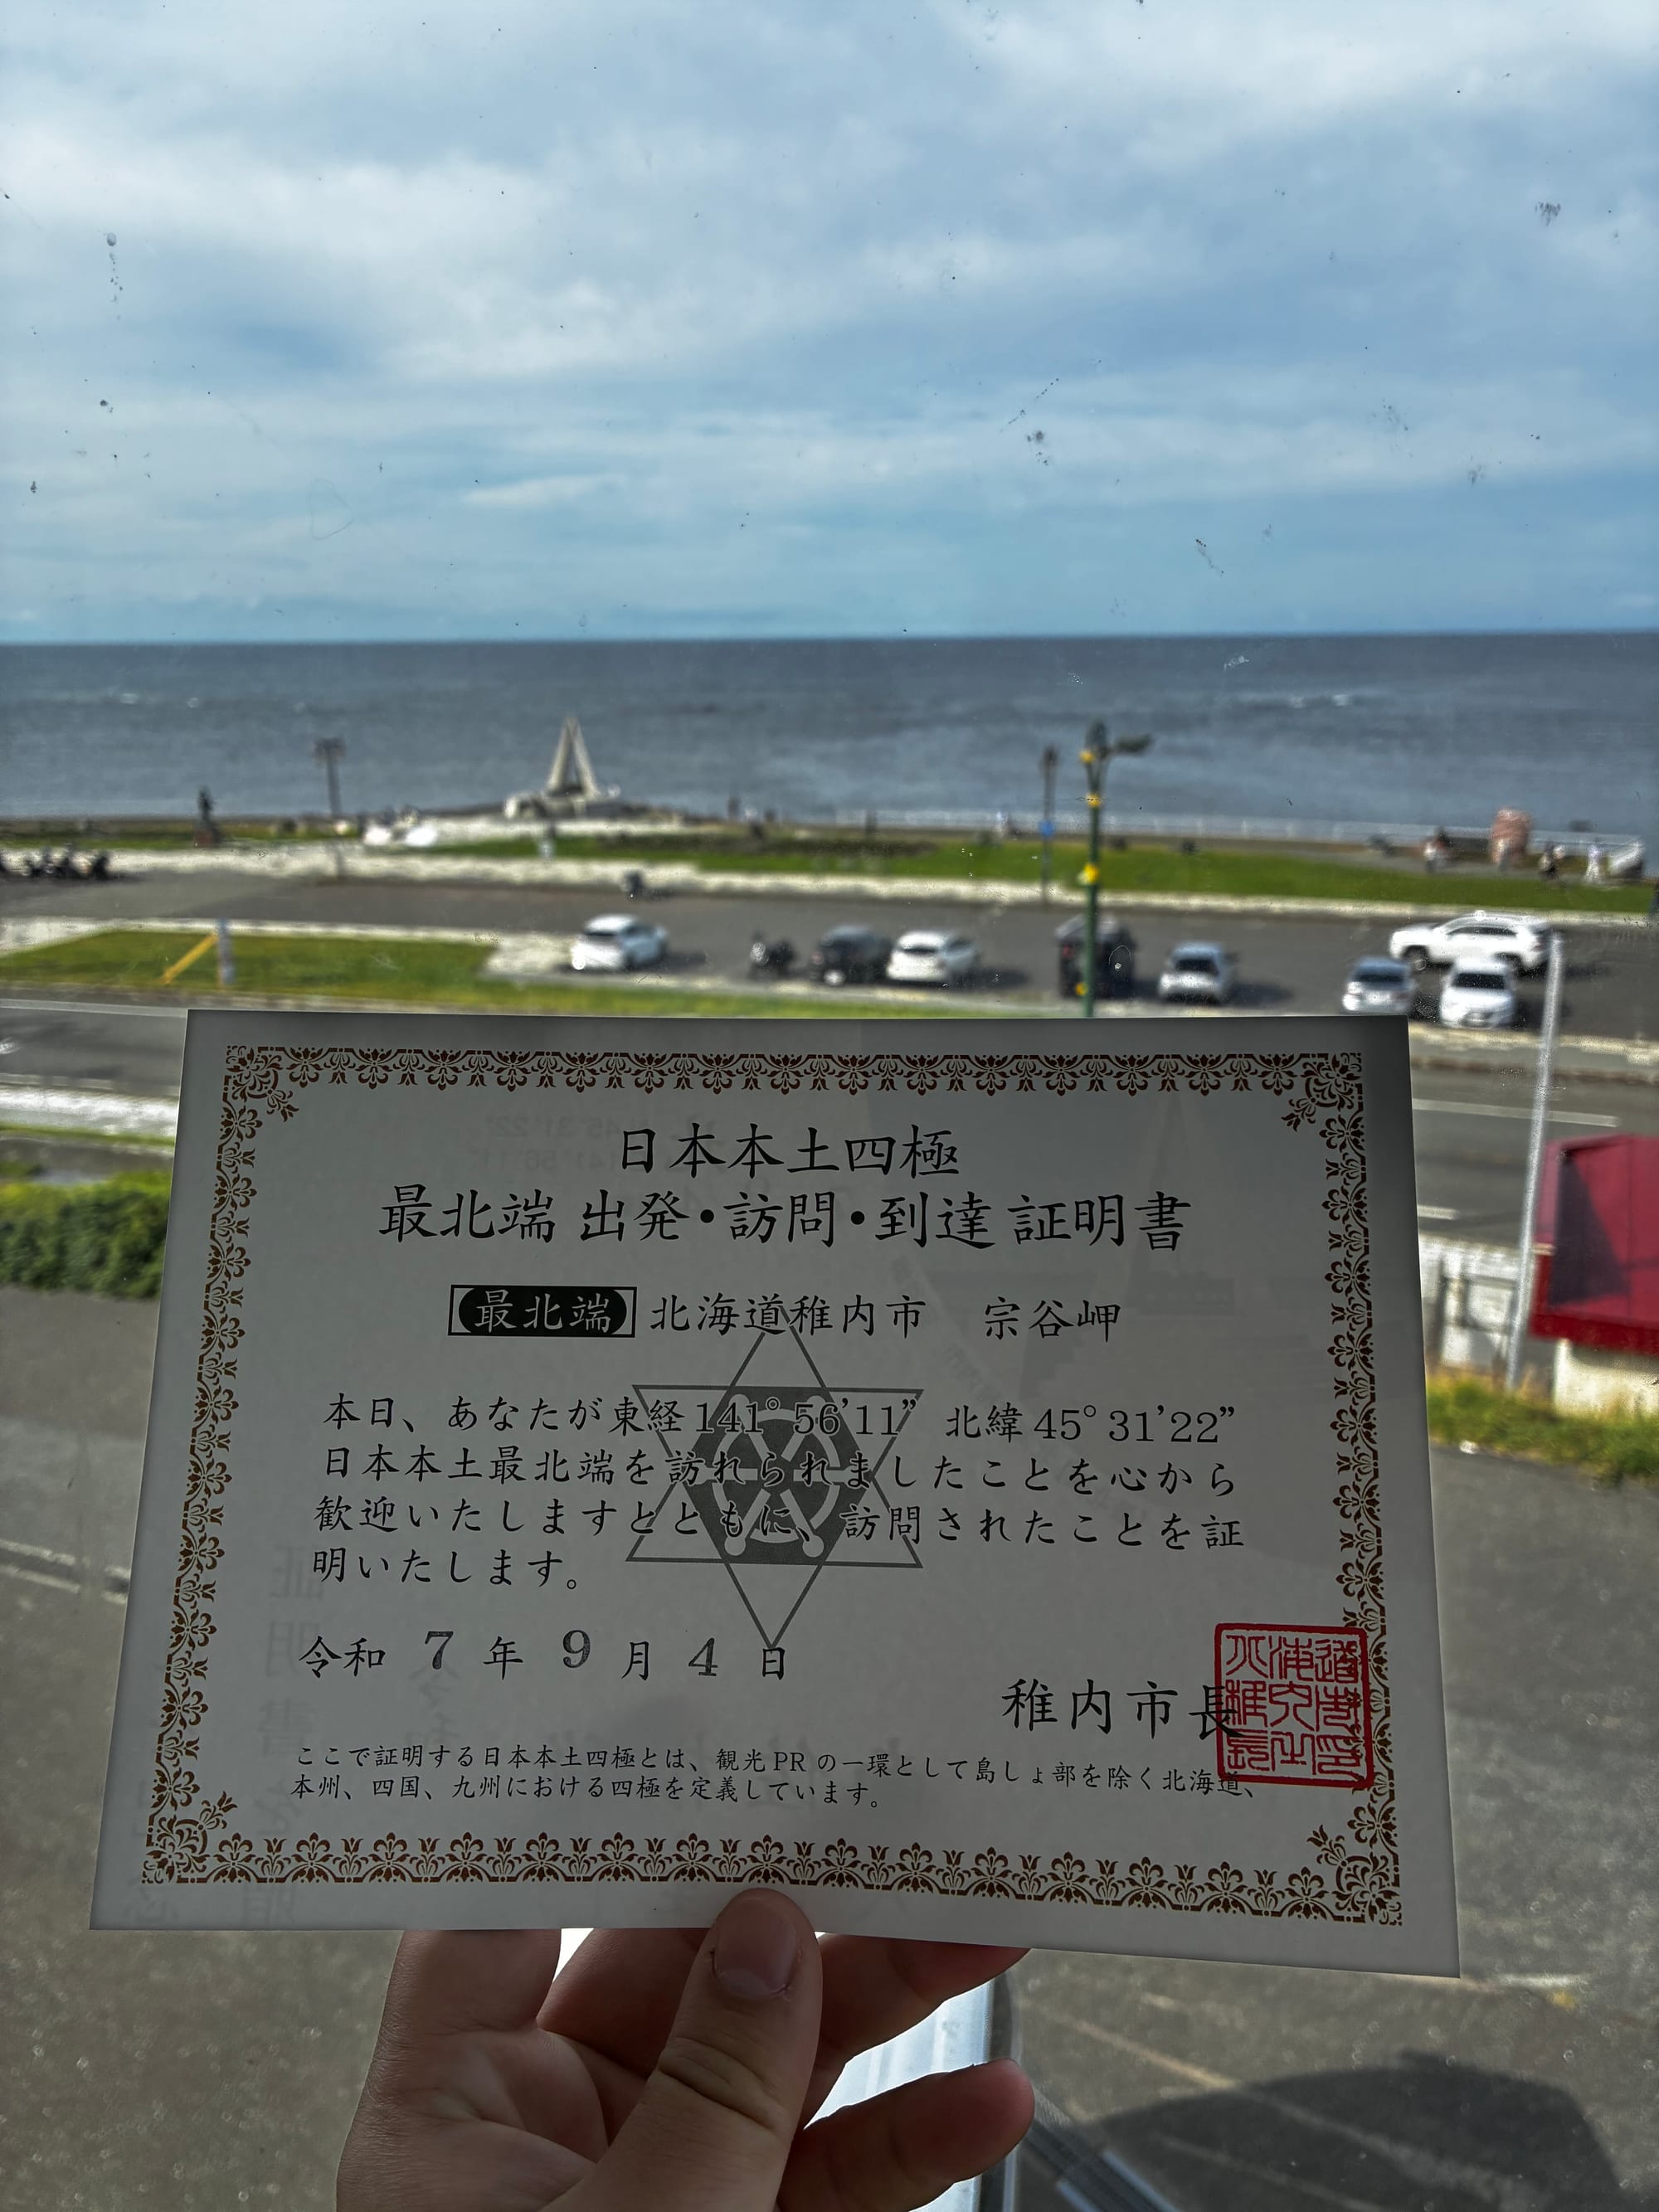 日本本土四極
最北端 出発・訪問・到達 証明書
最北端 北海道稚内市　宗谷岬
本日、あなたが東経141°56’11” 北緯45°31’22”
日本本土最北端を訪れられましたことを心から
歓迎いたしますとともに、訪問されたことを証
明いたします。
令和 7 年 9 月 4 日
稚内市長
ここで証明する日本本土四極とは、観光PRの一環として島しょ部を除く北海道、
本州、四国、九州における四極を定義しています。